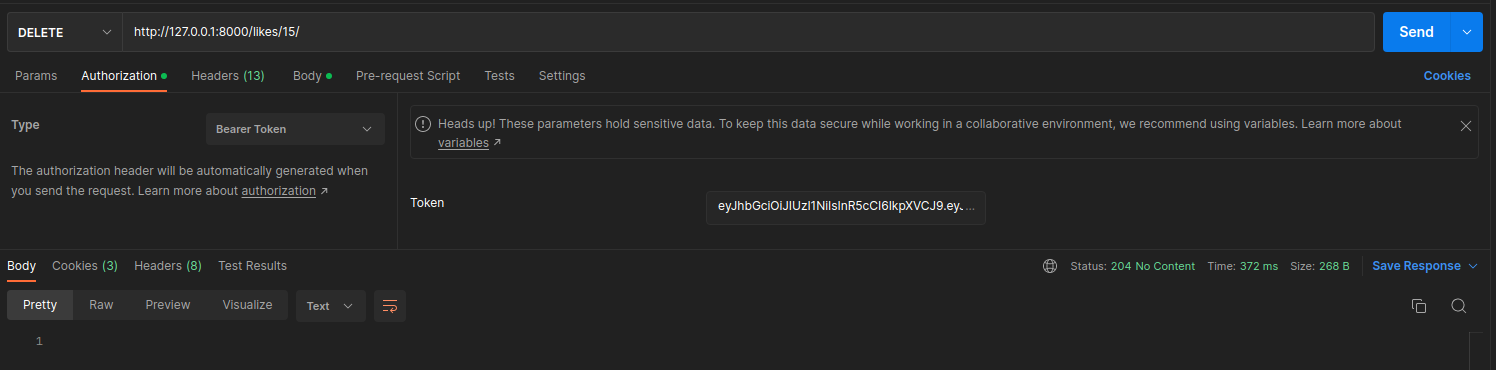 DELETE http://127.0.0.1:8000/likes/15/ Send
Params Authorization Headers (13) Body Pre-request Script Tests Settings Cookies
Type Bearer Token
Heads up! These parameters hold sensitive data. To keep this data secure while working in a collaborative environment, we recommend using variables. Learn more about
variables ↗
The authorization header will be automatically generated when
you send the request. Learn more about authorization ↗
Token eyJhbGciOiJIUzI1NiIsInR5cCI6IkpXVCJ9.eyJ ...
Body Cookies (3) Headers (8) Test Results Status: 204 No Content Time: 372 ms Size: 268 B Save Response
Pretty Raw Preview Visualize Text
1